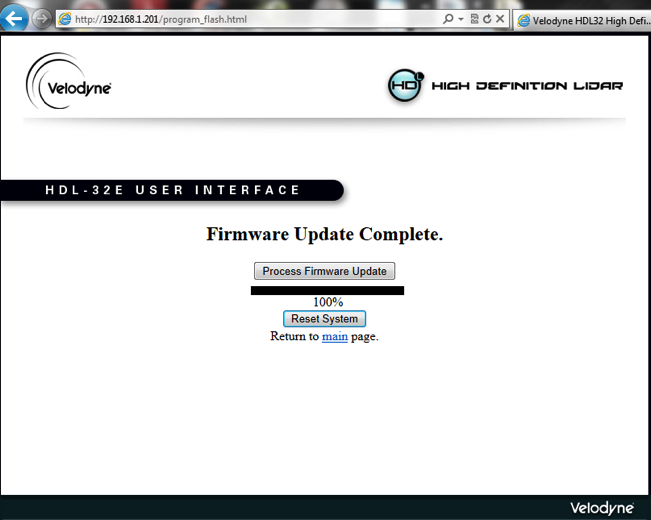 http://192.168.1.201/program_flash.html
Velodyne HDL32 High Defi...
Velodyne
HDL HIGH DEFINITION LIDAR
HDL-32E USER INTERFACE
Firmware Update Complete.
Process Firmware Update
100%
Reset System
Return to main page.
Velodyne